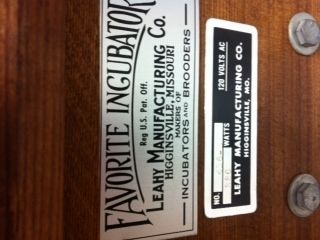 FAVORITE INCUBATOR
Reg U.S. Pat. Off.
LEAHY MANUFACTURING CO.
HIGGINSVILLE, MISSOURI
MAKERS OF
INCUBATORS AND BROODERS
120 VOLTS AC
NO.
WATTS
LEAHY MANUFACTURING CO.
HIGGINSVILLE, MO.